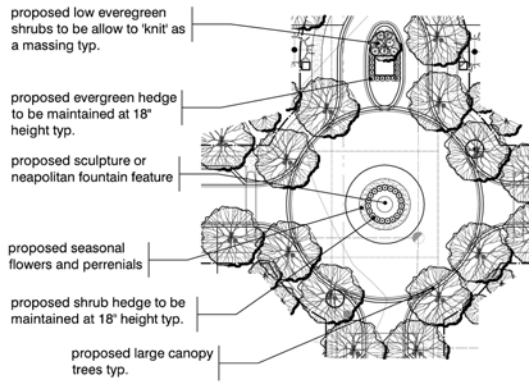 proposed low everegreen
shrubs to be allow to 'knit' as
a massing typ.
proposed evergreen hedge
to be maintained at 18"
height typ.
proposed sculpture or
neapolitan fountain feature
proposed seasonal
flowers and perrenials
proposed shrub hedge to be
maintained at 18" height typ.
proposed large canopy
trees typ.